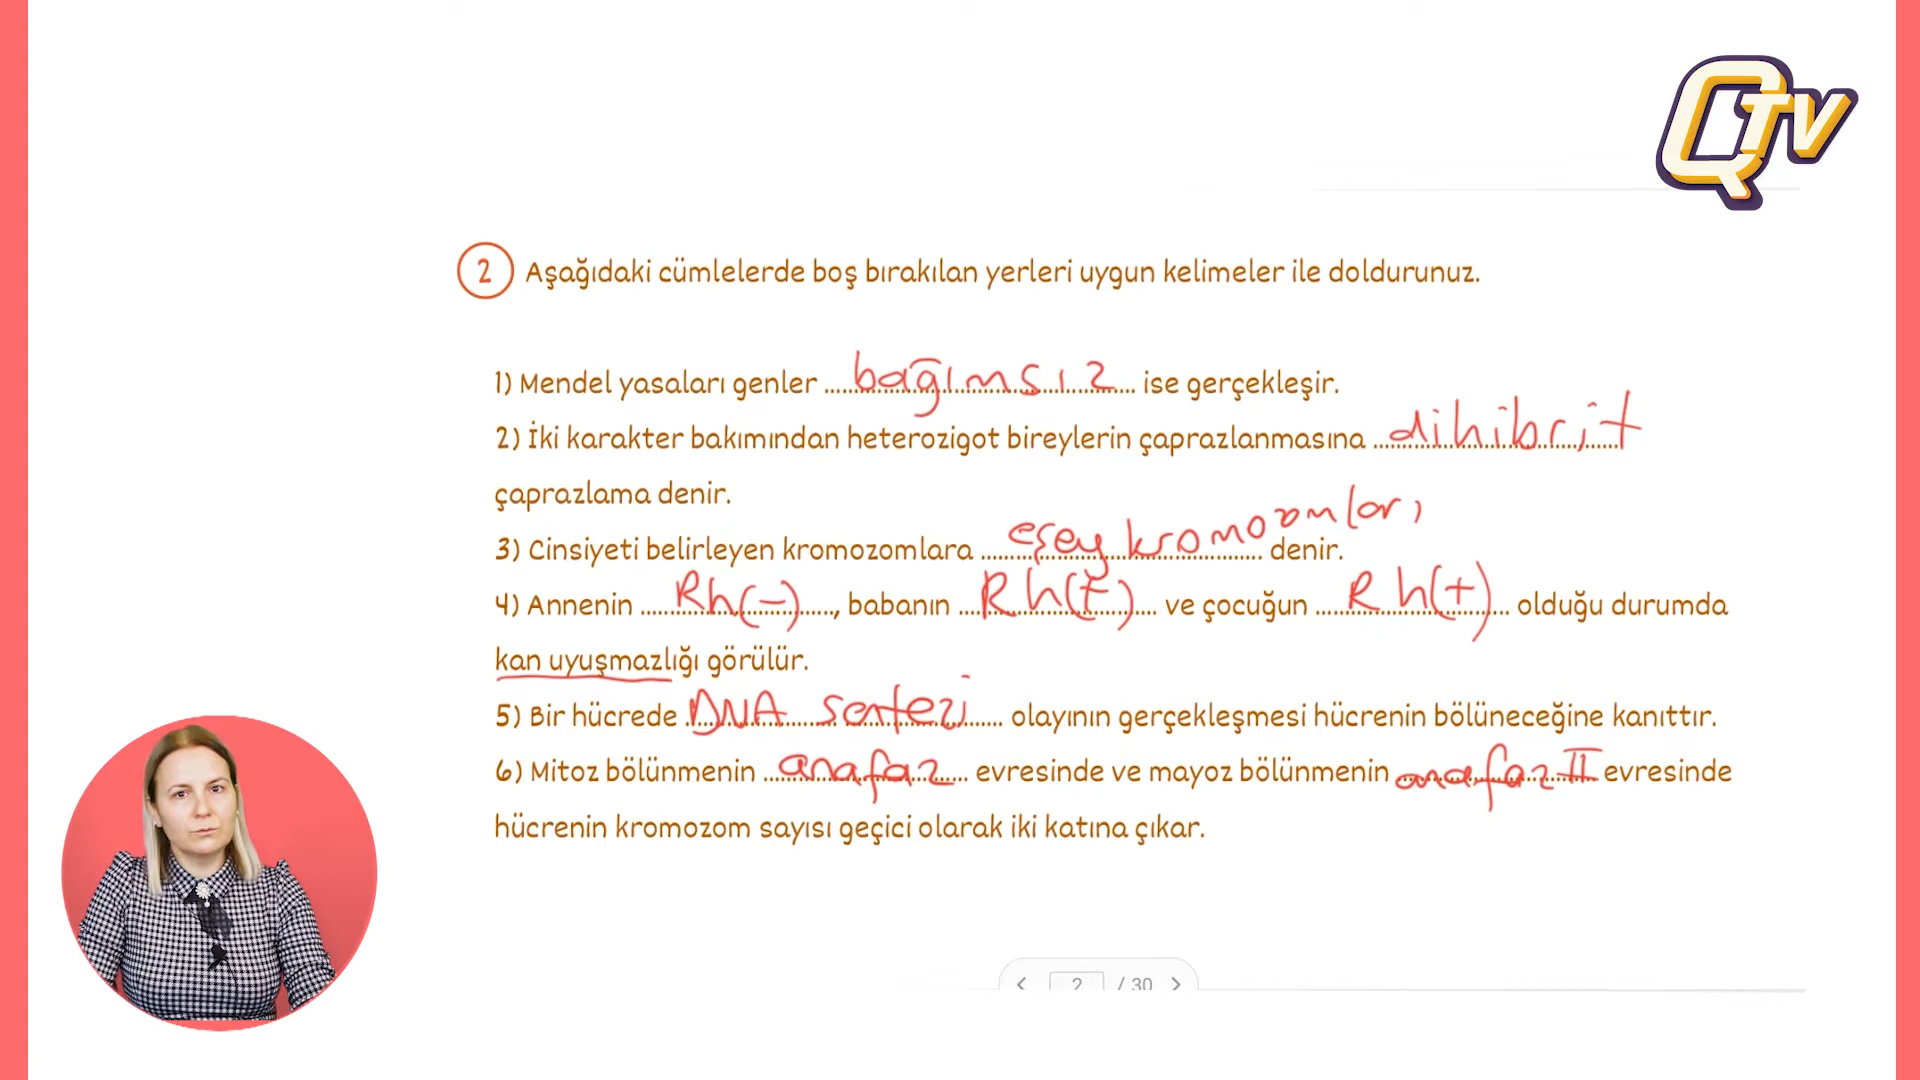 QTV
2 Aşağıdaki cümlelerde boş bırakılan yerleri uygun kelimeler ile doldurunuz.
1) Mendel yasaları genler bağımsız ise gerçekleşir.
2) İki karakter bakımından heterozigot bireylerin çaprazlanmasına dihibrit
çaprazlama denir.
3) Cinsiyeti belirleyen kromozomlara eşey kromozomları denir.
4) Annenin Rh(-), babanın Rh(+) ve çocuğun Rh(+) olduğu durumda
kan uyuşmazlığı görülür.
5) Bir hücrede DNA sentezi olayının gerçekleşmesi hücrenin bölüneceğine kanıttır.
6) Mitoz bölünmenin anafaz evresinde ve mayoz bölünmenin anafaz II evresinde
hücrenin kromozom sayısı geçici olarak iki katına çıkar.
2 / 30